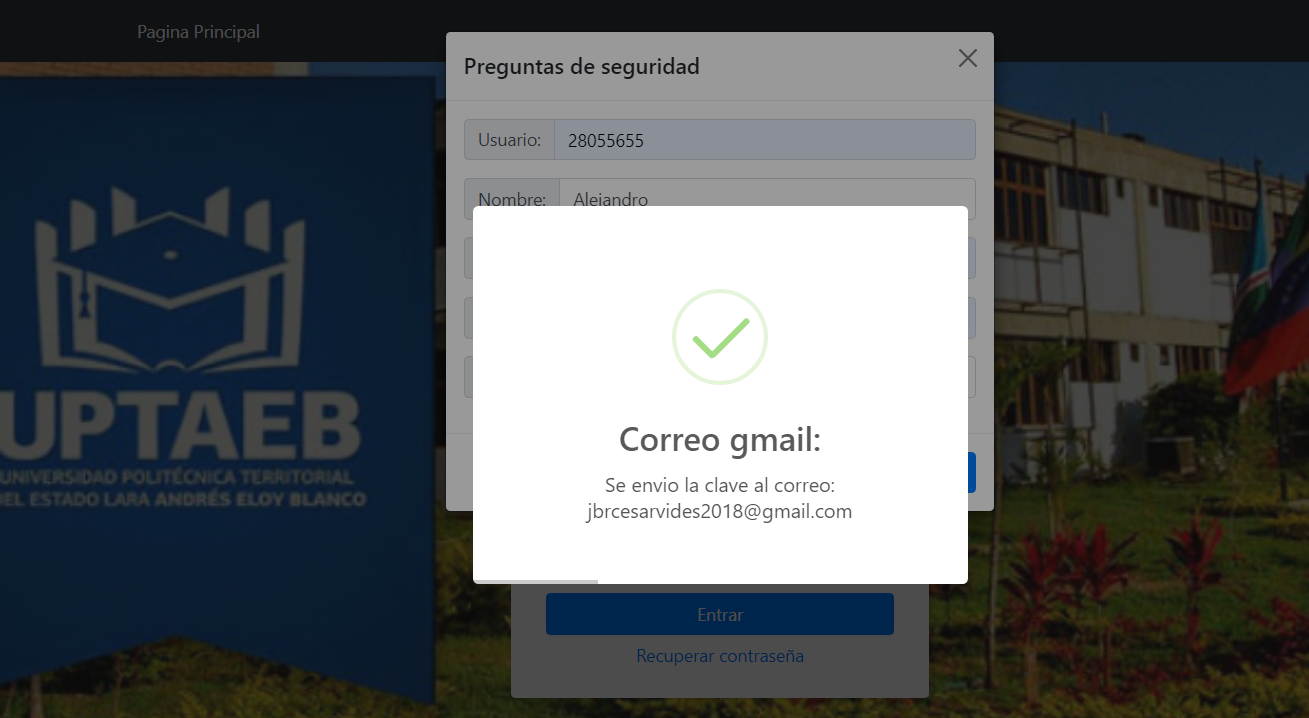 Pagina Principal
Preguntas de seguridad
Usuario: 28055655
Nombre: Alejandro
Correo gmail:
Se envio la clave al correo:
jbrcesarvides2018@gmail.com
Entrar
Recuperar contraseña
UPTAEB
UNIVERSIDAD POLITÉCNICA TERRITORIAL
DEL ESTADO LARA ANDRÉS ELOY BLANCO